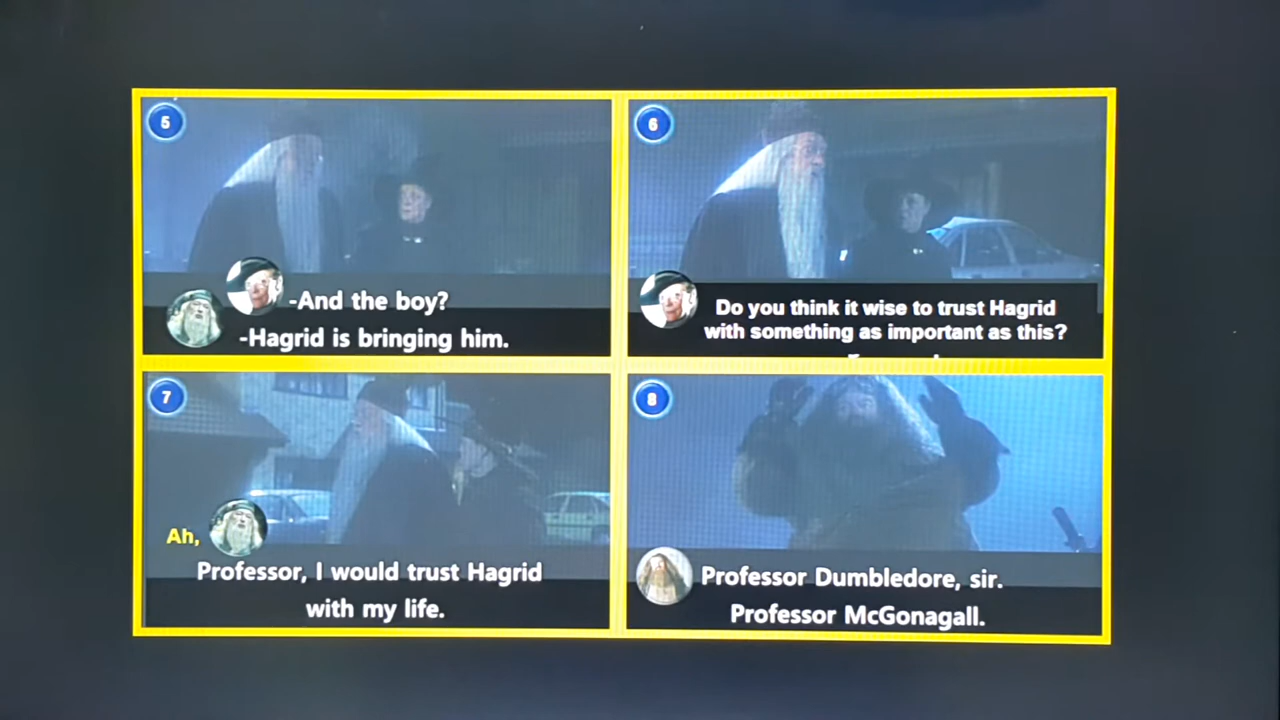 5
-And the boy?
-Hagrid is bringing him.
6
Do you think it wise to trust Hagrid
with something as important as this?
7
Ah,
Professor, I would trust Hagrid
with my life.
8
Professor Dumbledore, sir.
Professor McGonagall.